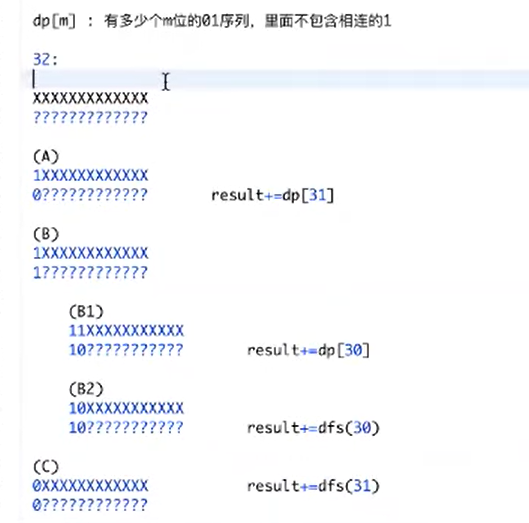 dp[m] : 有多少个m位的01序列，里面不包含相连的1
32:
XXXXXXXXXXXXX
?????????????
(A)
1XXXXXXXXXXXX
0???????????? result+=dp[31]
(B)
1XXXXXXXXXXXX
1????????????
(B1)
11XXXXXXXXXXX
10??????????? result+=dp[30]
(B2)
10XXXXXXXXXXX
10??????????? result+=dfs(30)
(C)
0XXXXXXXXXXXX result+=dfs(31)
0????????????